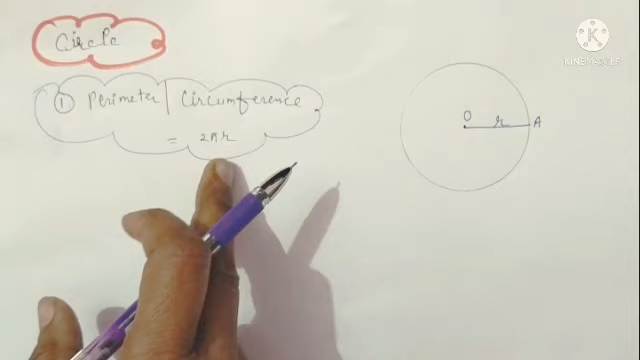 Circle
① Perimeter | Circumference
= 2πr
O r A
K
KINEMASTER